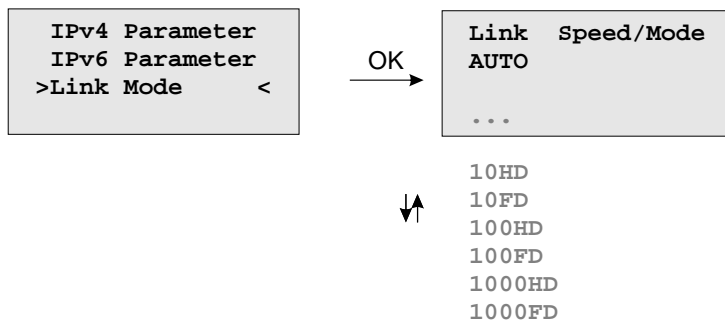 IPv4 Parameter
IPv6 Parameter
>Link Mode <
OK
Link Speed/Mode
AUTO
...
10HD
10FD
100HD
100FD
1000HD
1000FD